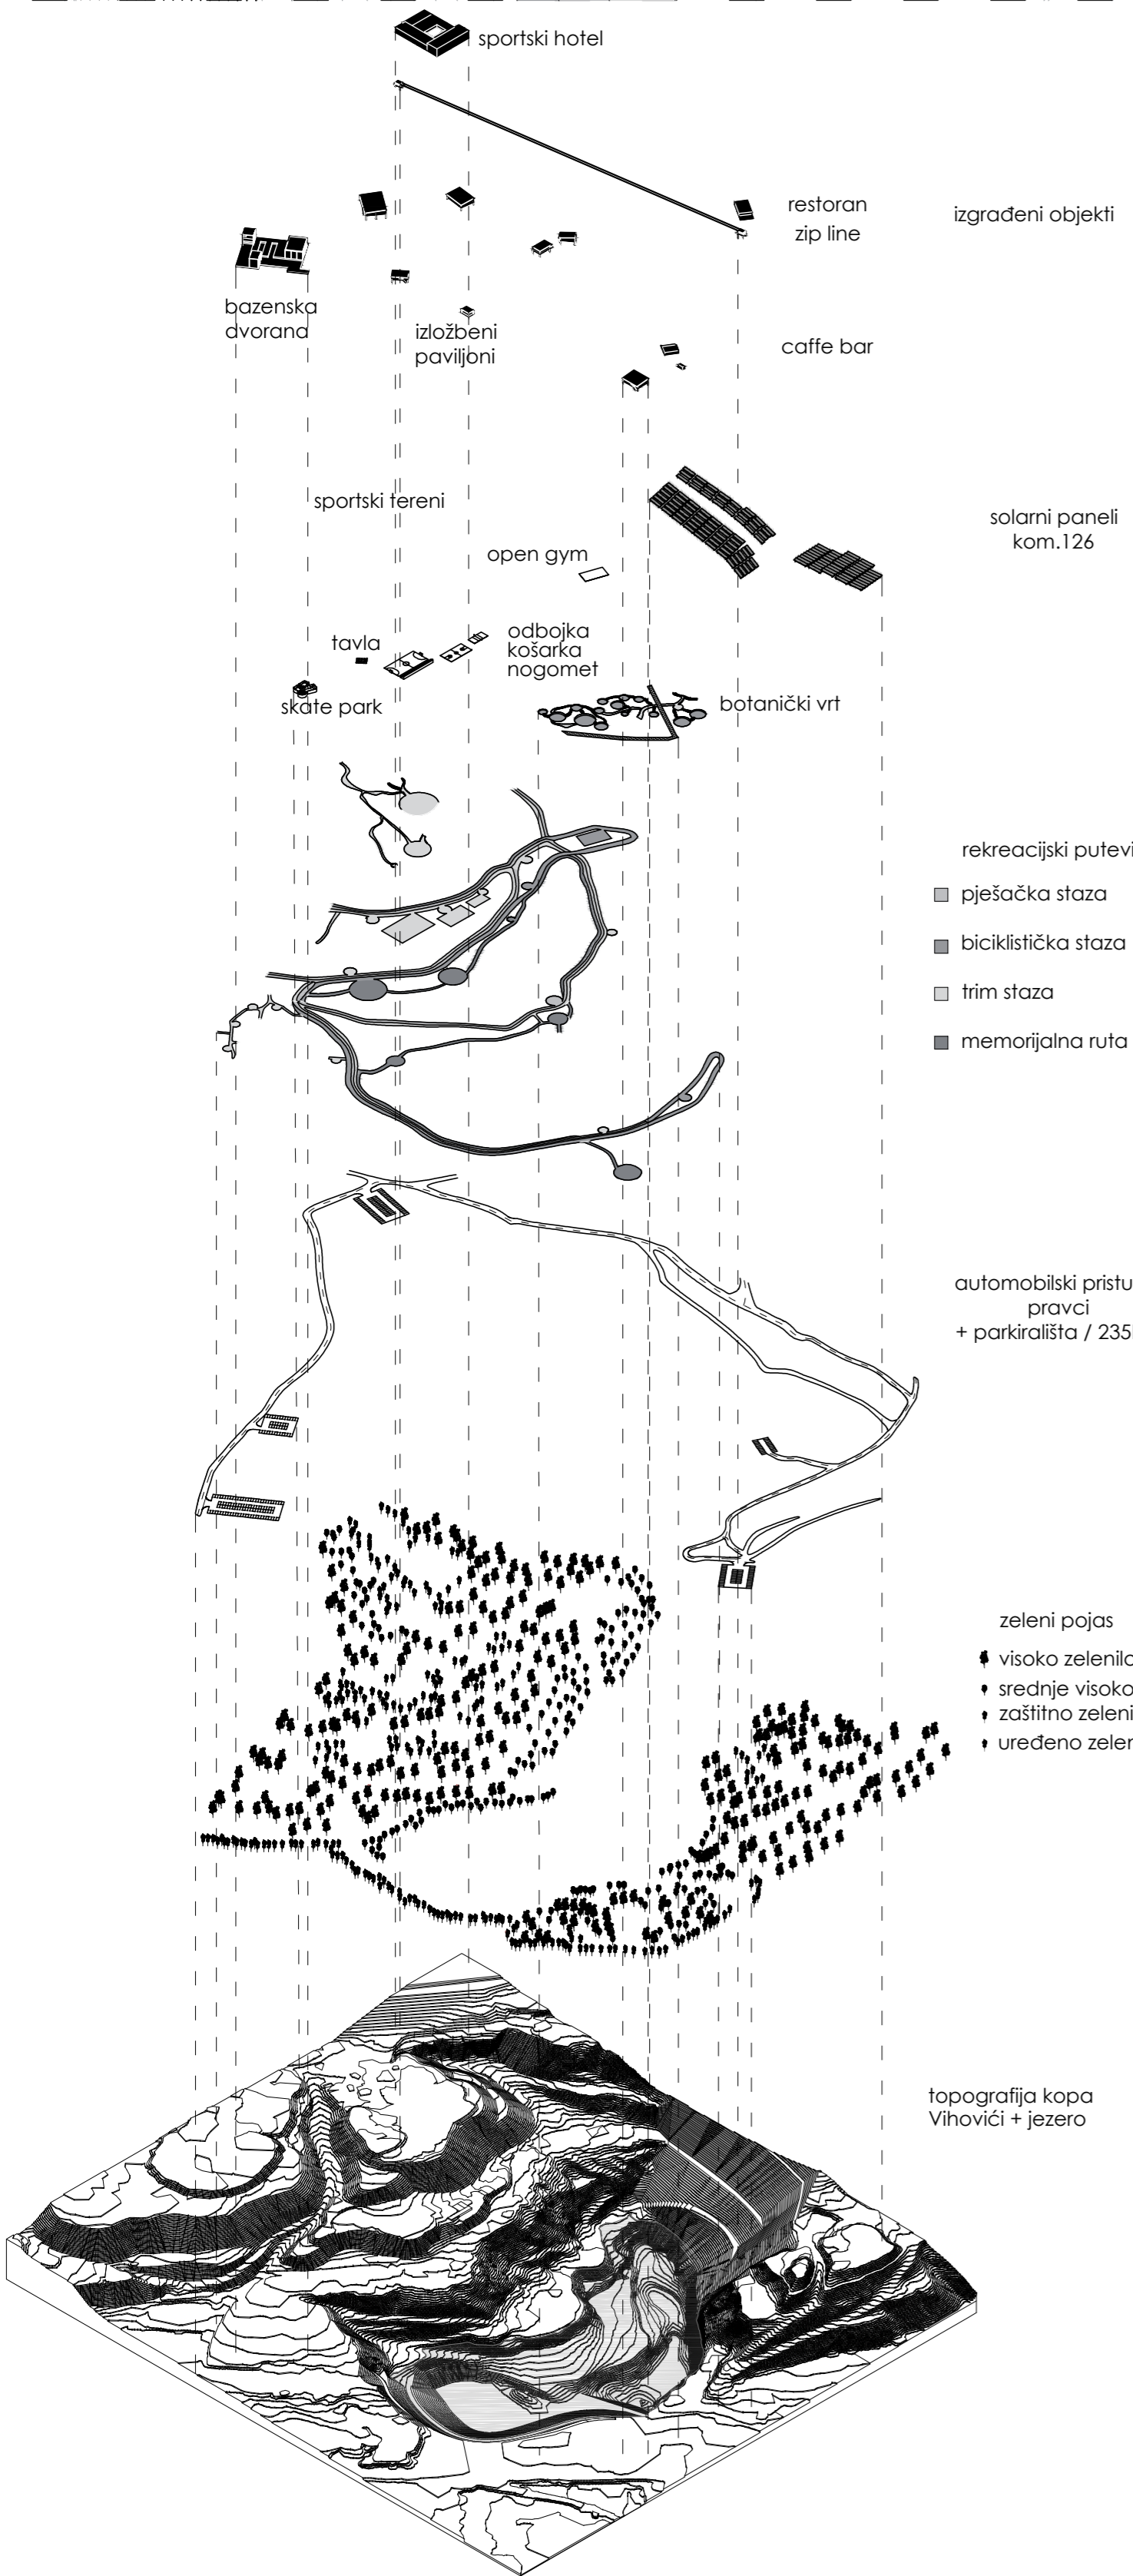 sportski hotel
restoran
zip line
izgrađeni objekti
bazenska
dvorana
izložbeni
paviljoni
caffe bar
sportski tereni
solarni paneli
kom.126
open gym
tavla
odbojka
košarka
nogomet
skate park
botanički vrt
rekreacijski putevi
pješačka staza
biciklistička staza
trim staza
memorijalna ruta
automobilski pristu
pravci
+ parkirališta / 235
zeleni pojas
visoko zelenilo
srednje visoko
zaštitno zeleni
uređeno zelen
topografija kopa
Vihovići + jezero